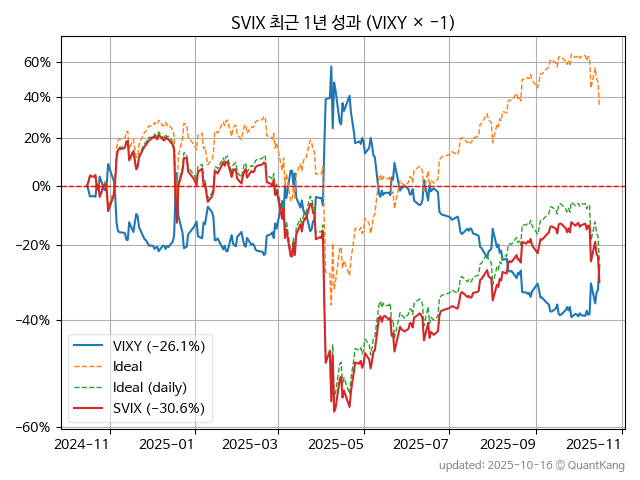 SVIX 최근 1년 성과 (VIXY × −1)
60%
40%
20%
0%
−20%
−40%
−60%
VIXY (−26.1%)
Ideal
Ideal (daily)
SVIX (−30.6%)
2024-11 2025-01 2025-03 2025-05 2025-07 2025-09 2025-11
updated: 2025-10-16 © QuantKang